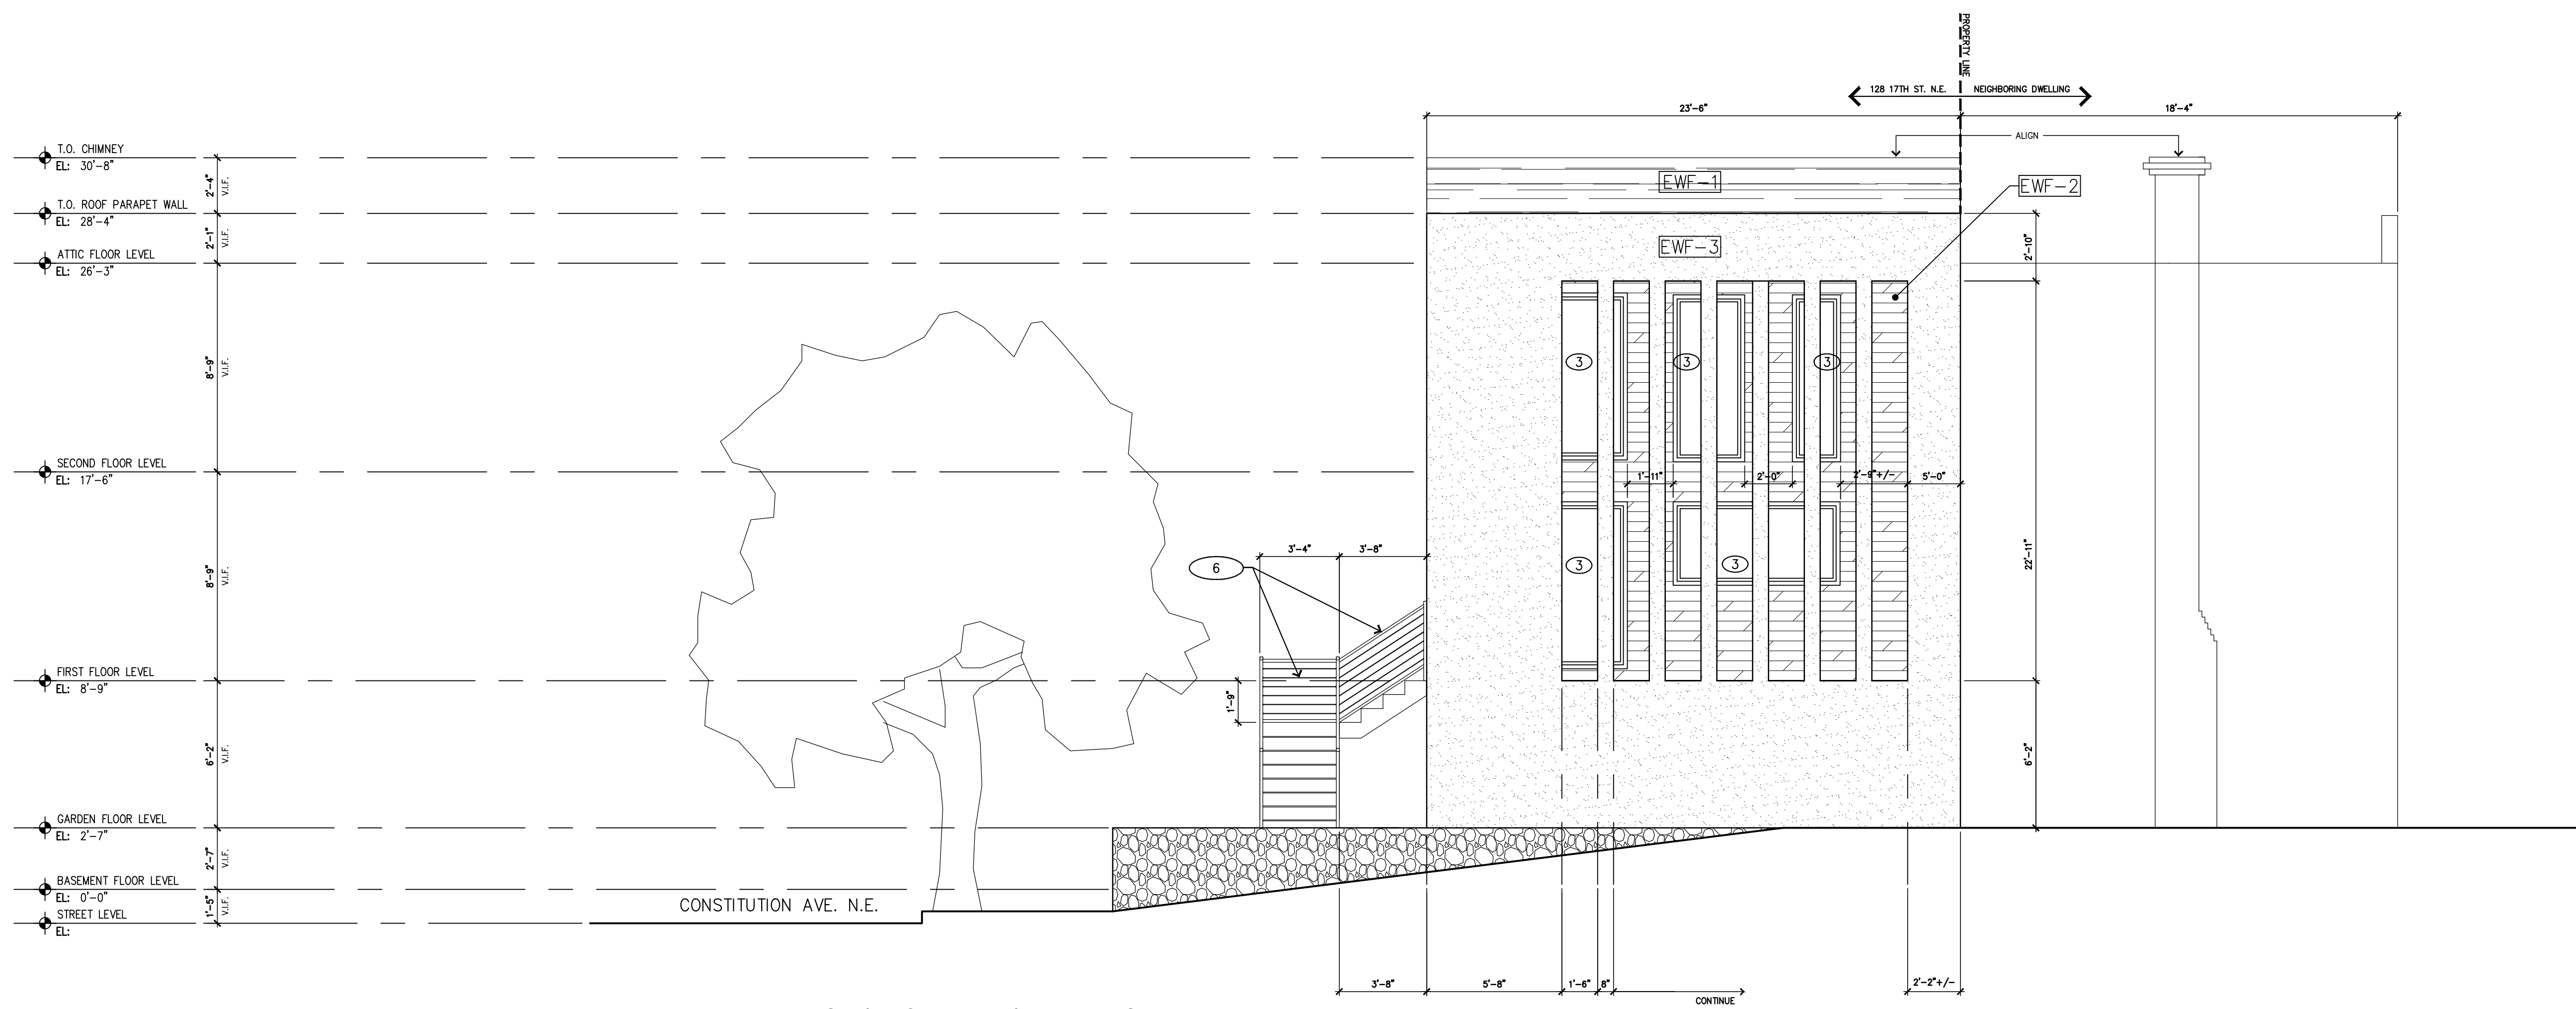 PROPERTY LINE
128 17TH ST. N.E.
NEIGHBORING DWELLING
23'-6"
18'-4"
ALIGN
T.O. CHIMNEY
EL: 30'-8"
2'-4"
V.I.F.
EWF-1
EWF-2
T.O. ROOF PARAPET WALL
EL: 28'-4"
2'-1"
V.I.F.
EWF-3
2'-10"
ATTIC FLOOR LEVEL
EL: 26'-3"
8'-9"
V.I.F.
3
3
3
SECOND FLOOR LEVEL
EL: 17'-6"
1'-11"
2'-0"
2'-9"+/-
5'-0"
8'-9"
V.I.F.
3'-4"
3'-8"
6
3
3
22'-11"
FIRST FLOOR LEVEL
EL: 8'-9"
1'-9"
6'-2"
V.I.F.
6'-2"
GARDEN FLOOR LEVEL
EL: 2'-7"
2'-7"
V.I.F.
BASEMENT FLOOR LEVEL
EL: 0'-0"
1'-5"
V.I.F.
STREET LEVEL
EL:
CONSTITUTION AVE. N.E.
3'-8"
5'-8"
1'-6"
8"
CONTINUE
2'-2"+/-